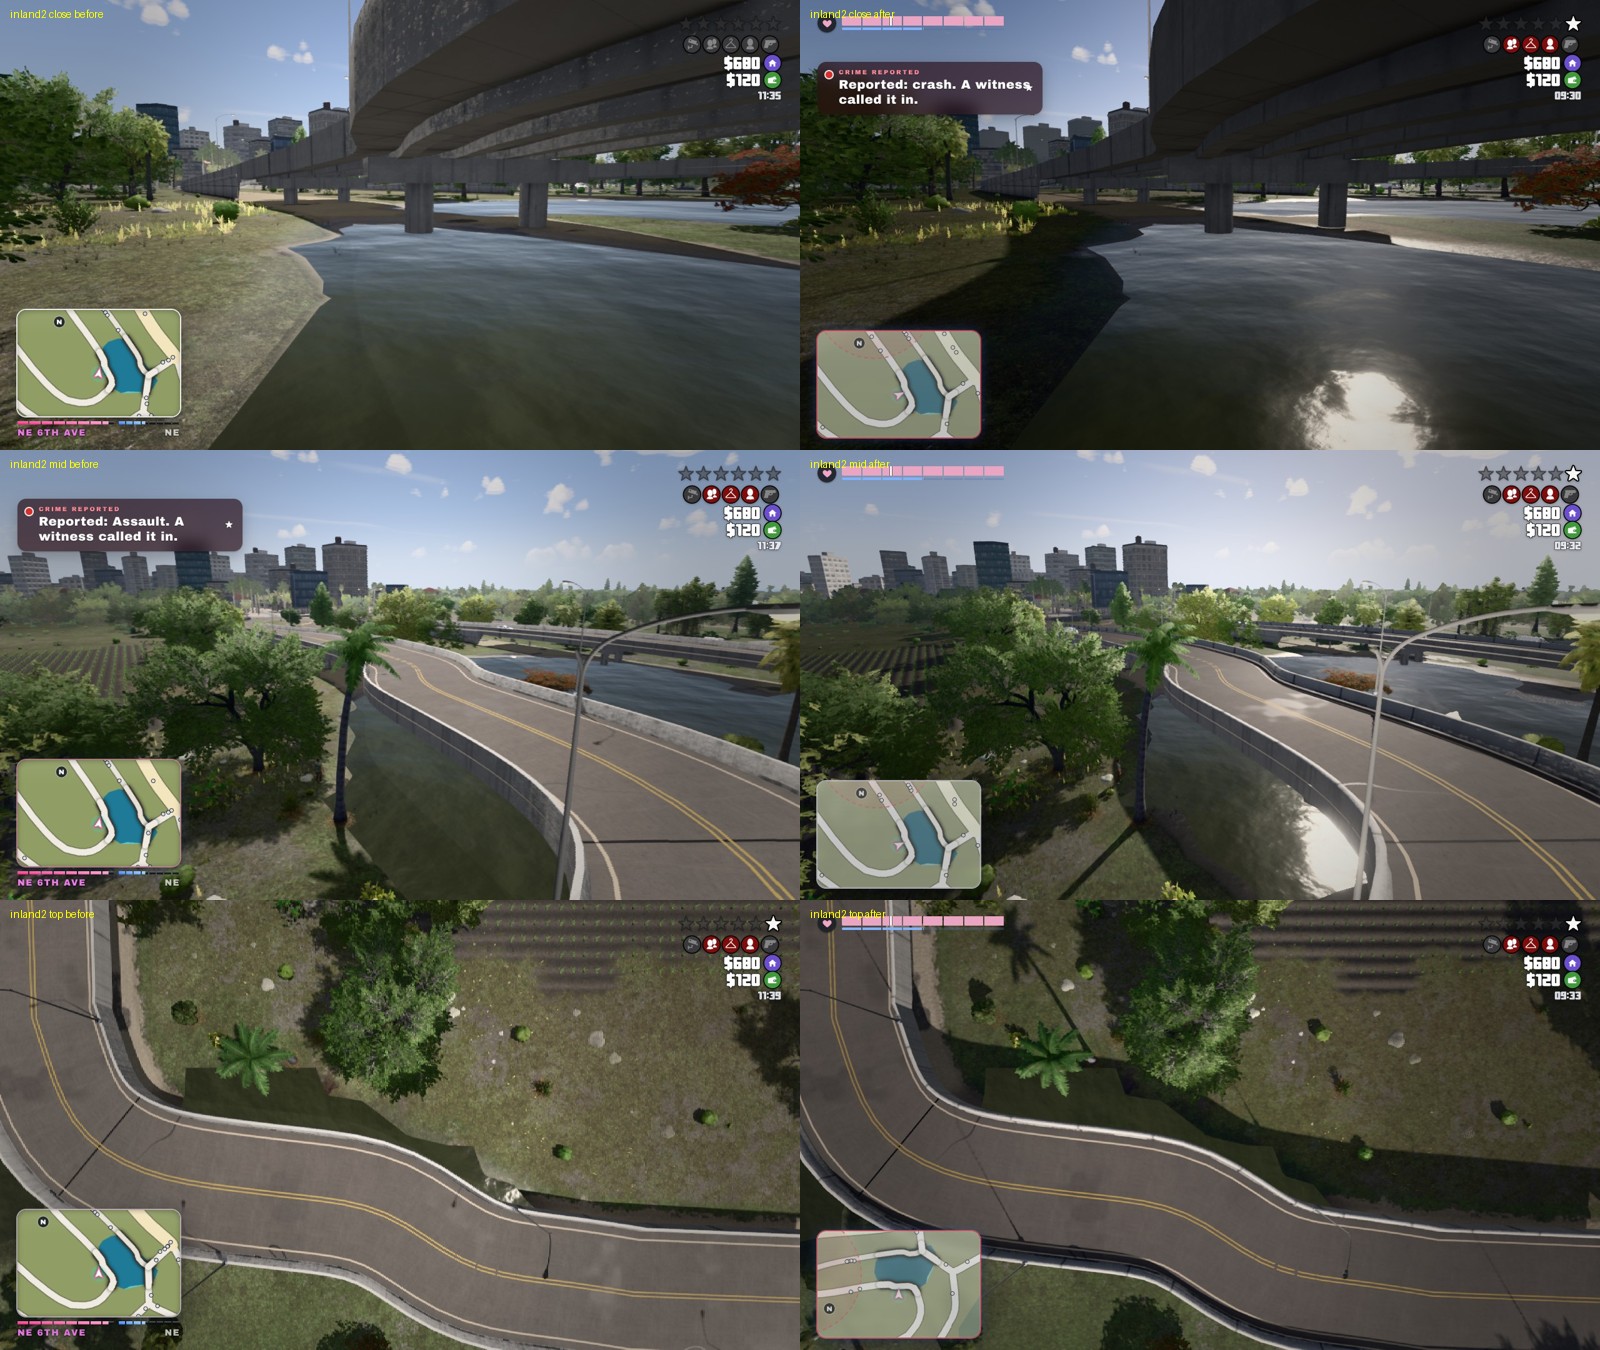 inland2 close before
$680
$120
11:35
N
NE 6TH AVE
NE
inland2 close after
CRIME REPORTED
Reported: crash. A witness
called it in.
$680
$120
09:30
N
inland2 mid before
CRIME REPORTED
Reported: Assault. A
witness called it in.
$680
$120
11:37
N
NE 6TH AVE
NE
inland2 mid after
$680
$120
09:32
N
inland2 top before
$680
$120
11:39
N
NE 6TH AVE
NE
inland2 top after
$680
$120
09:33
N